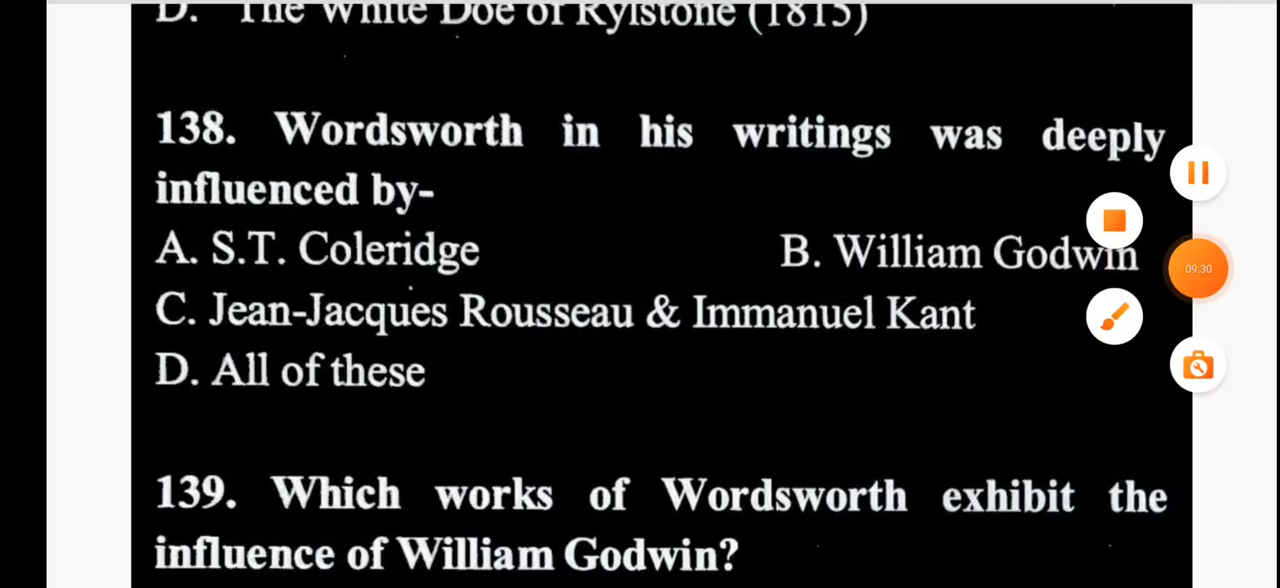 D. The White Doe of Rylstone (1815)
138. Wordsworth in his writings was deeply
influenced by-
A. S.T. Coleridge B. William Godwin
C. Jean-Jacques Rousseau & Immanuel Kant
D. All of these
139. Which works of Wordsworth exhibit the
influence of William Godwin?
09:30